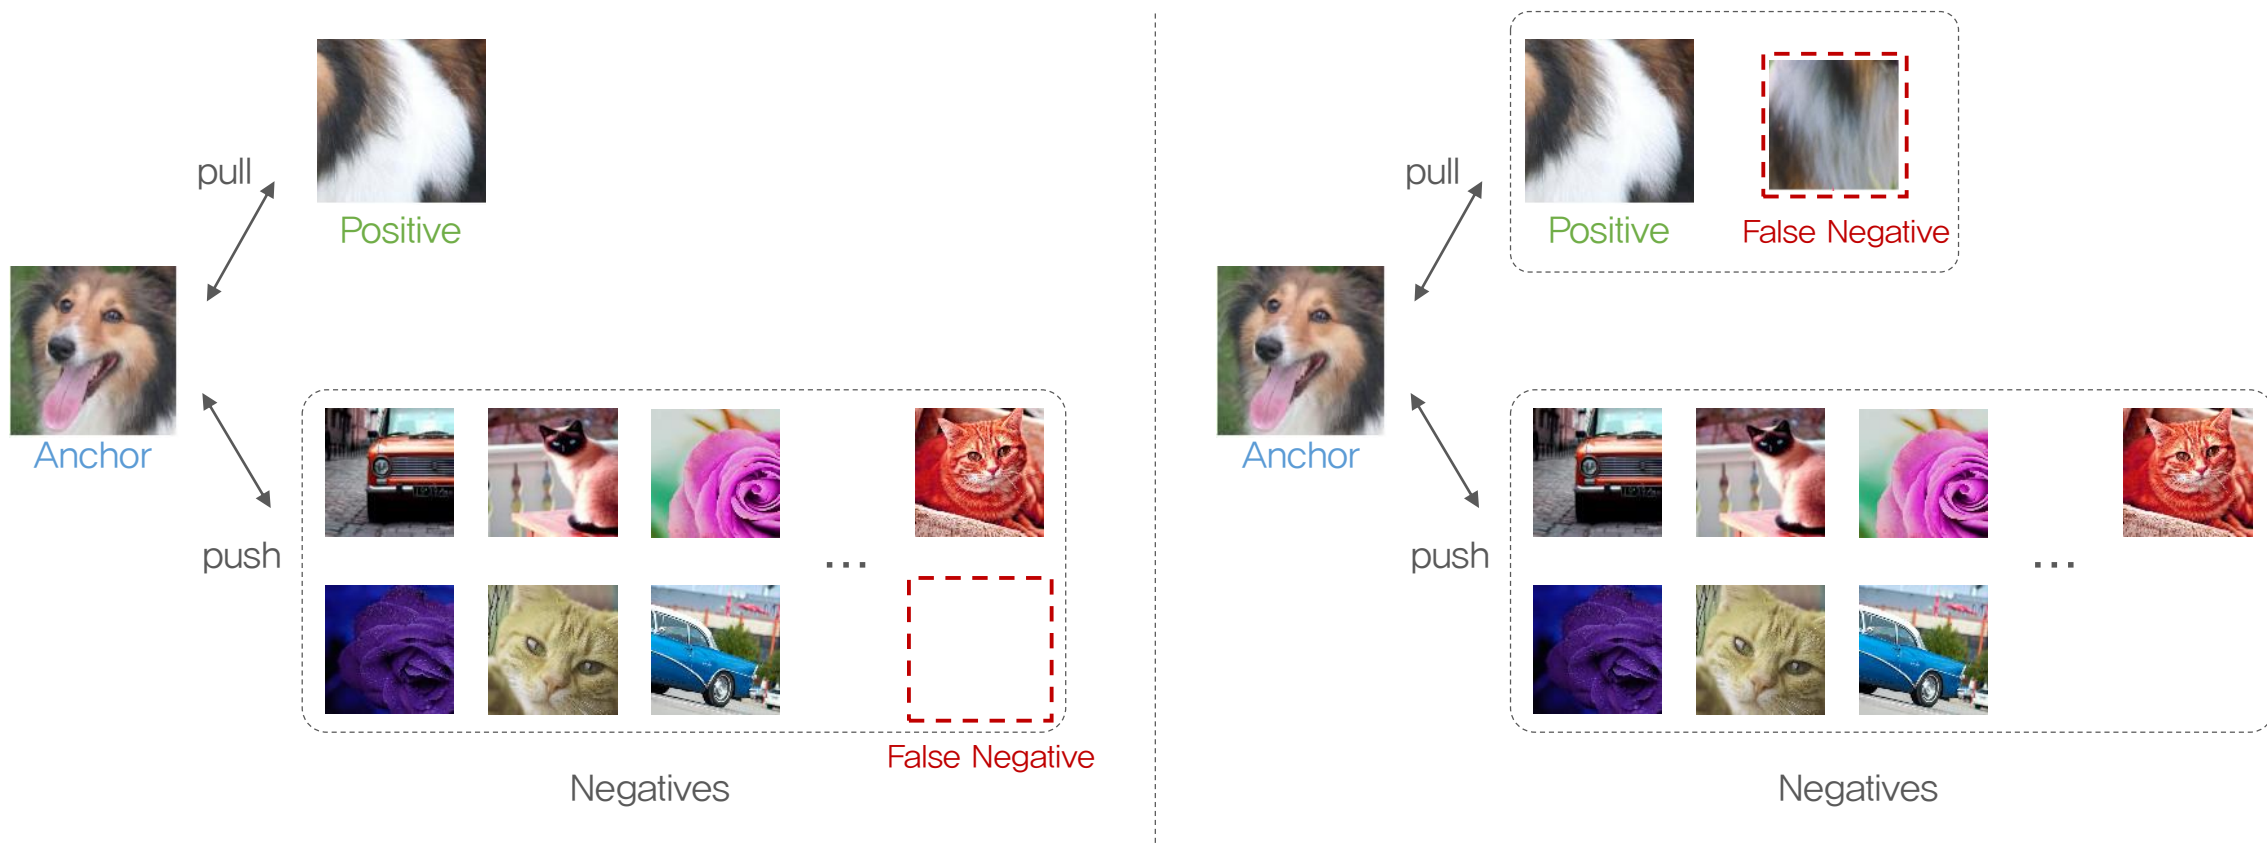 pull
Positive
Anchor
push
...
False Negative
Negatives
pull
Positive
False Negative
Anchor
push
...
Negatives